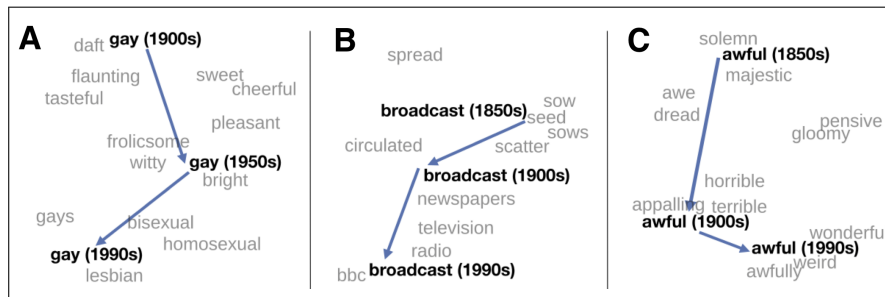 A
daft gay (1900s)
flaunting sweet
tasteful cheerful
pleasant
frolicsome
witty gay (1950s)
bright
gays bisexual
homosexual
gay (1990s)
lesbian
B
spread
broadcast (1850s) sow
seed
sows
circulated scatter
broadcast (1900s)
newspapers
television
radio
bbc broadcast (1990s)
C
solemn
awful (1850s)
majestic
awe
dread pensive
gloomy
horrible
appalling terrible
awful (1900s)
wonderfu
awful (1990s)
awfully weird